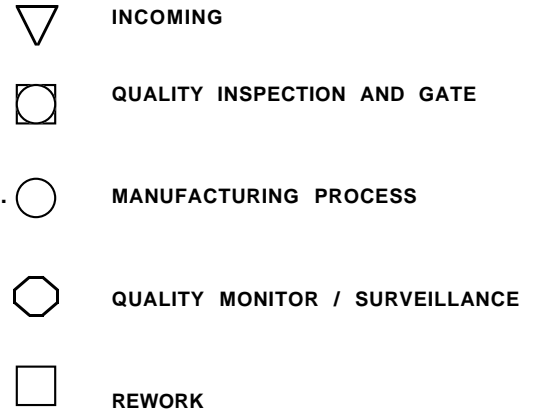 INCOMING
QUALITY INSPECTION AND GATE
. MANUFACTURING PROCESS
QUALITY MONITOR / SURVEILLANCE
REWORK